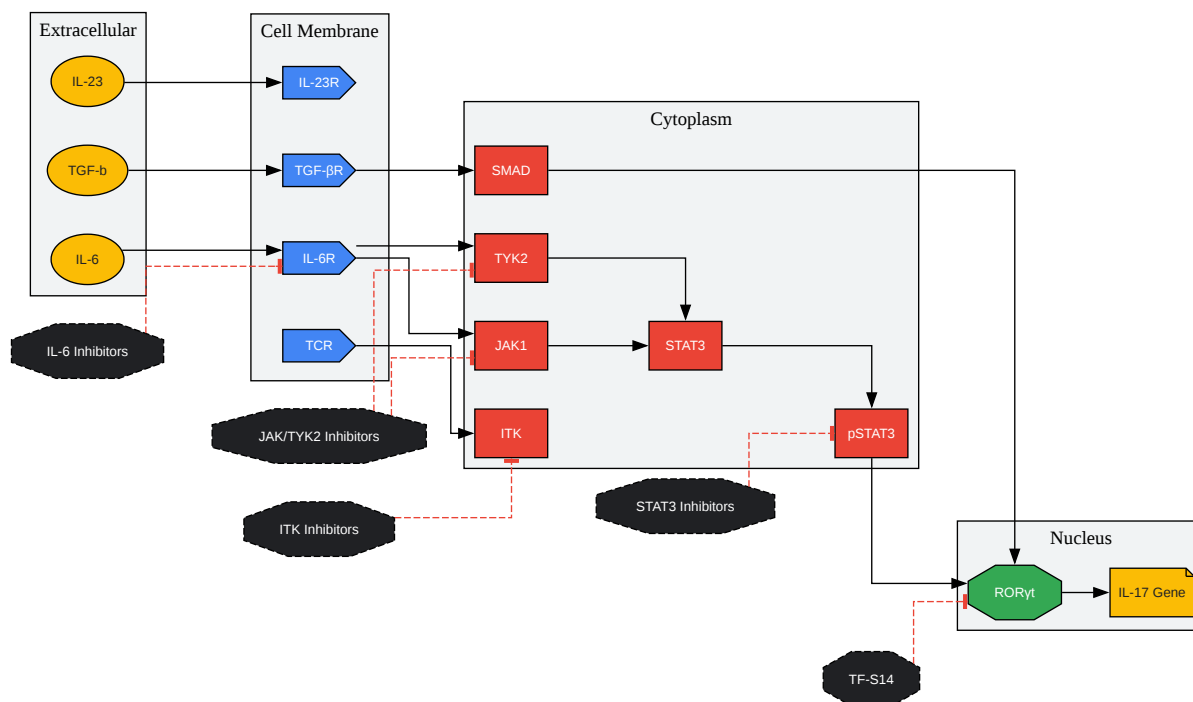 Extracellular
Cell Membrane
IL-23
IL-23R
Cytoplasm
TGF-b
TGF-βR
SMAD
IL-6
IL-6R
TYK2
IL-6 Inhibitors
TCR
JAK1
STAT3
JAK/TYK2 Inhibitors
ITK
pSTAT3
ITK Inhibitors
STAT3 Inhibitors
Nucleus
RORγt
IL-17 Gene
TF-S14